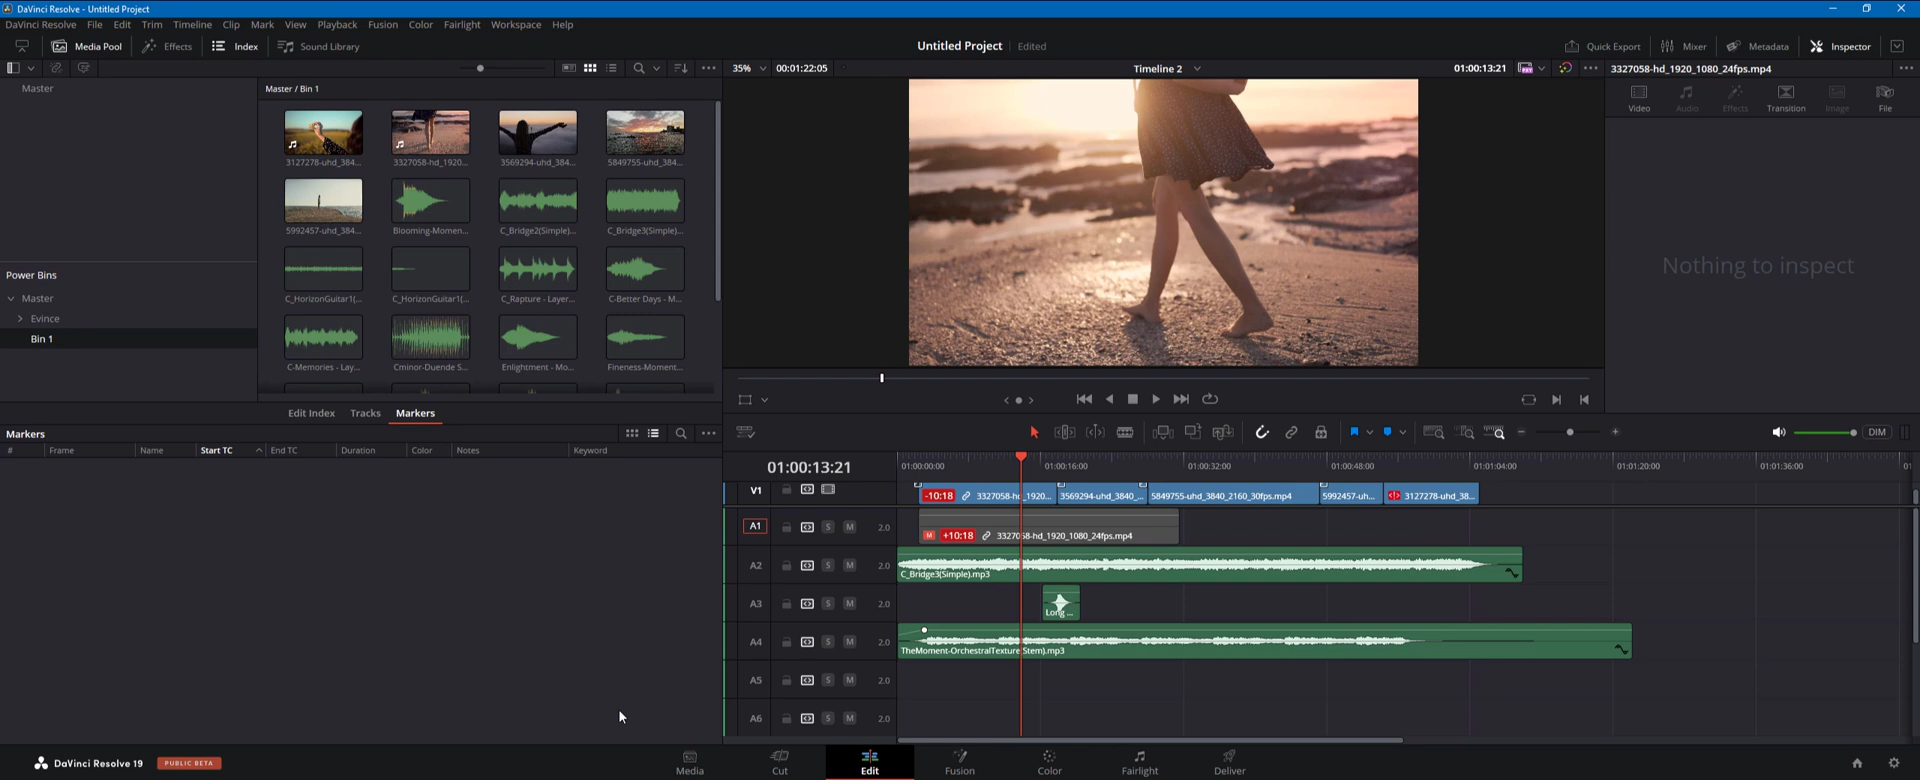 DaVinci Resolve - Untitled Project
DaVinci Resolve File Edit Trim Timeline Clip Mark View Playback Fusion Color Fairlight Workspace Help
Media Pool Effects Index Sound Library
Untitled Project Edited
Quick Export Mixer Metadata Inspector
35% 00:01:22:05 Timeline 2 01:00:13:21
3327058-hd_1920_1080_24fps.mp4
Master
Master / Bin 1
Video Audio Effects Transition Image File
3127278-uhd_384... 3327058-hd_1920... 3569294-uhd_384... 5849755-uhd_384...
5992457-uhd_384... Blooming-Momen... C_Bridge2(Simple)... C_Bridge3(Simple)...
Nothing to inspect
Power Bins
Master
Evince
Bin 1
C_HorizonGuitar1(... C_HorizonGuitar1(... C_Rapture - Layer... C-Better Days - M...
C-Memories - Lay... Cminor-Duende S... Enlightment - Mo... Fineness-Moment...
Edit Index Tracks Markers
Markers
# Frame Name Start TC End TC Duration Color Notes Keyword
DIM
01:00:13:21
01:00:00:00 01:00:16:00 01:00:32:00 01:00:48:00 01:01:04:00 01:01:20:00 01:01:36:00 01
V1
-10:18 3327058-hd_1920... 3569294-uhd_3840_... 5849755-uhd_3840_2160_30fps.mp4 5992457-uh... 3127278-uhd_38...
A1 S M 2.0
M +10:18 3327058-hd_1920_1080_24fps.mp4
A2 S M 2.0
C_Bridge3(Simple).mp3
A3 S M 2.0
Long ...
A4 S M 2.0
TheMoment-OrchestralTexture(Stem).mp3
A5 S M 2.0
A6 S M 2.0
DaVinci Resolve 19 PUBLIC BETA
Media Cut Edit Fusion Color Fairlight Deliver